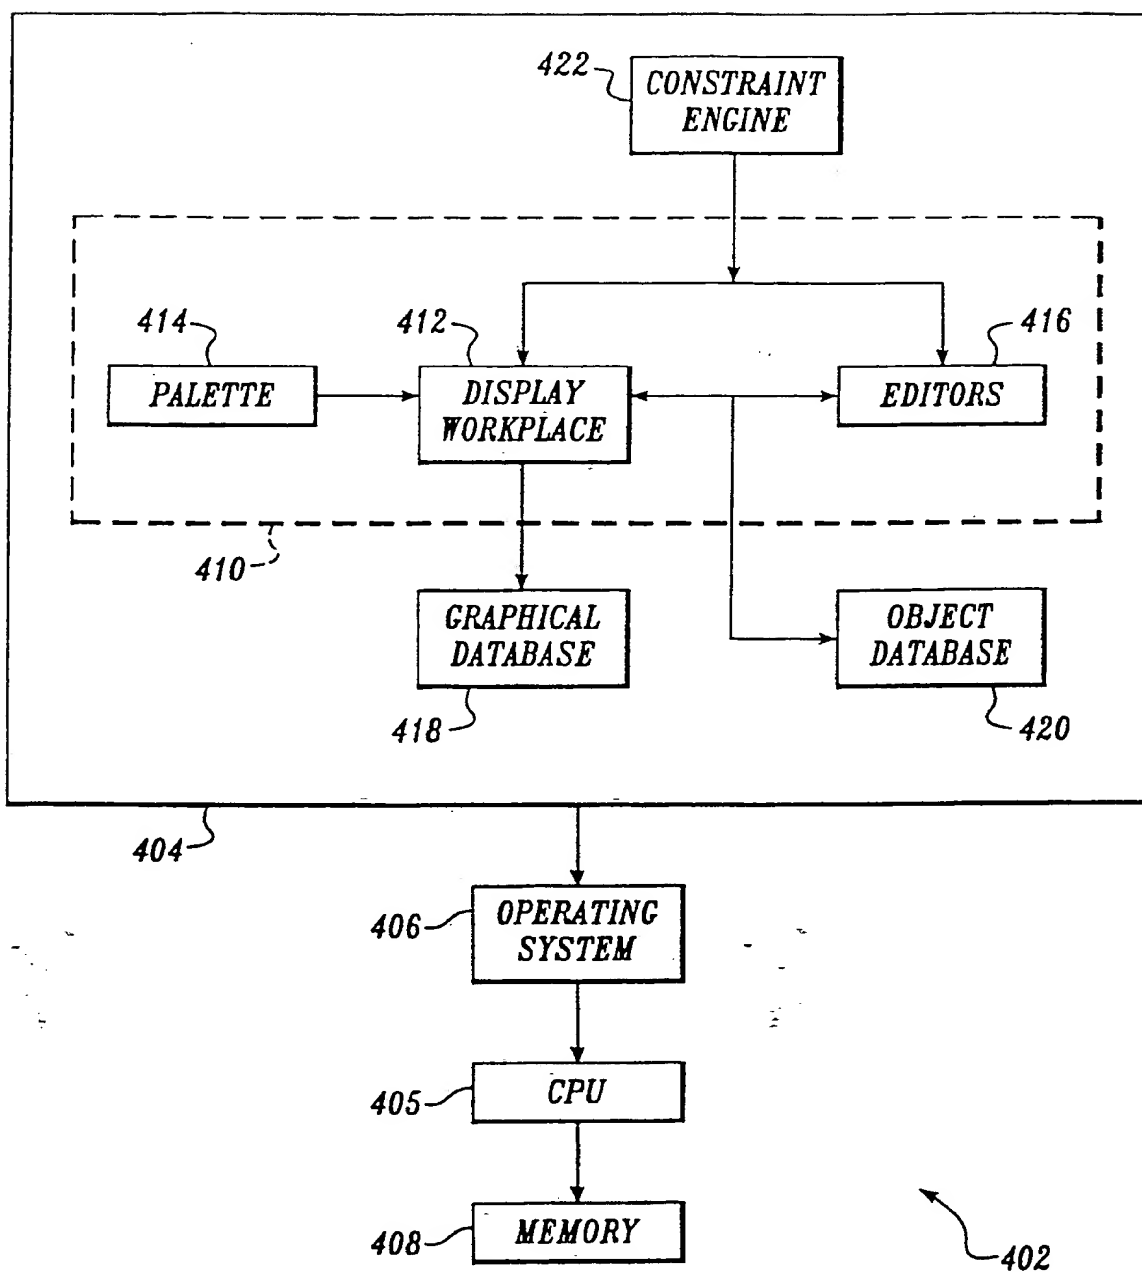 422
CONSTRAINT
ENGINE
414
412
416
PALETTE
DISPLAY
WORKPLACE
EDITORS
410
GRAPHICAL
DATABASE
OBJECT
DATABASE
418
420
404
406
OPERATING
SYSTEM
405
CPU
408
MEMORY
402